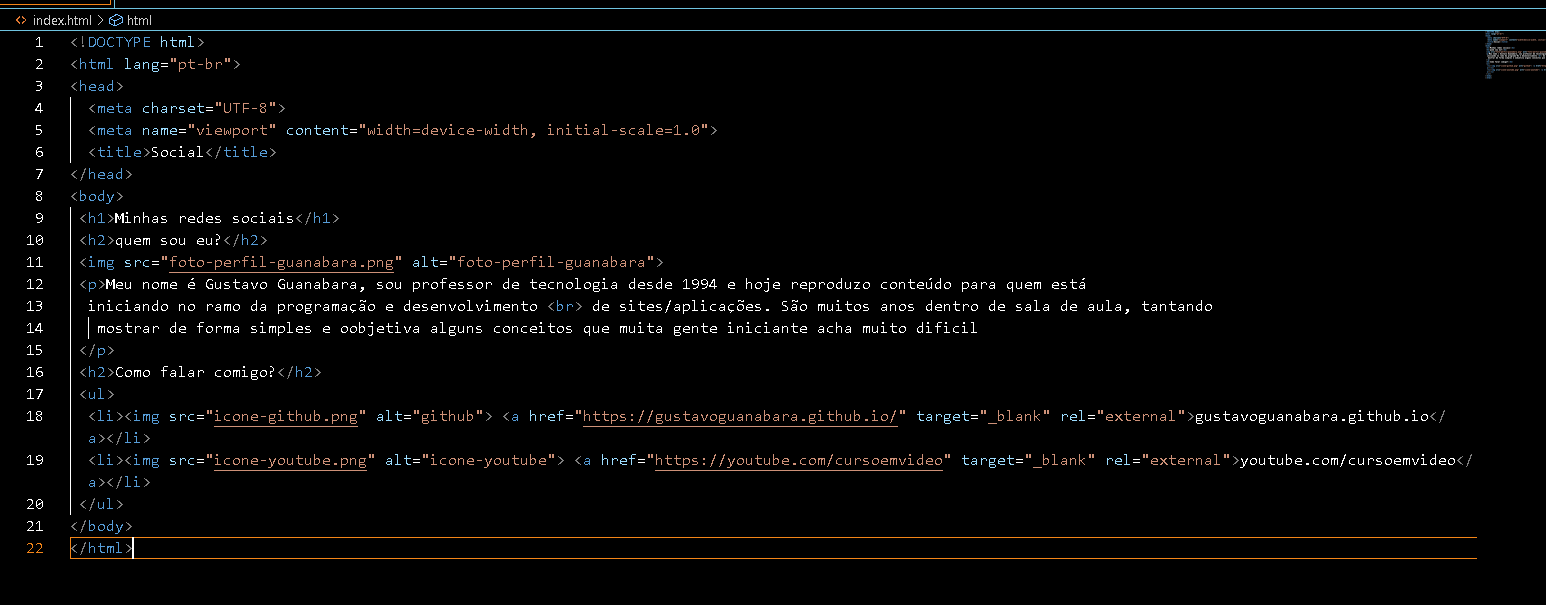 index.html > html
1 <!DOCTYPE html>
2 <html lang="pt-br">
3 <head>
4 <meta charset="UTF-8">
5 <meta name="viewport" content="width=device-width, initial-scale=1.0">
6 <title>Social</title>
7 </head>
8 <body>
9 <h1>Minhas redes sociais</h1>
10 <h2>quem sou eu?</h2>
11 <img src="foto-perfil-guanabara.png" alt="foto-perfil-guanabara">
12 <p>Meu nome é Gustavo Guanabara, sou professor de tecnologia desde 1994 e hoje reproduzo conteúdo para quem está
13 iniciando no ramo da programação e desenvolvimento <br> de sites/aplicações. São muitos anos dentro de sala de aula, tantando
14 mostrar de forma simples e oobjetiva alguns conceitos que muita gente iniciante acha muito dificil
15 </p>
16 <h2>Como falar comigo?</h2>
17 <ul>
18 <li><img src="icone-github.png" alt="github"> <a href="https://gustavoguanabara.github.io/" target="_blank" rel="external">gustavoguanabara.github.io</
a></li>
19 <li><img src="icone-youtube.png" alt="icone-youtube"> <a href="https://youtube.com/cursoemvideo" target="_blank" rel="external">youtube.com/cursoemvideo</
a></li>
20 </ul>
21 </body>
22 </html>